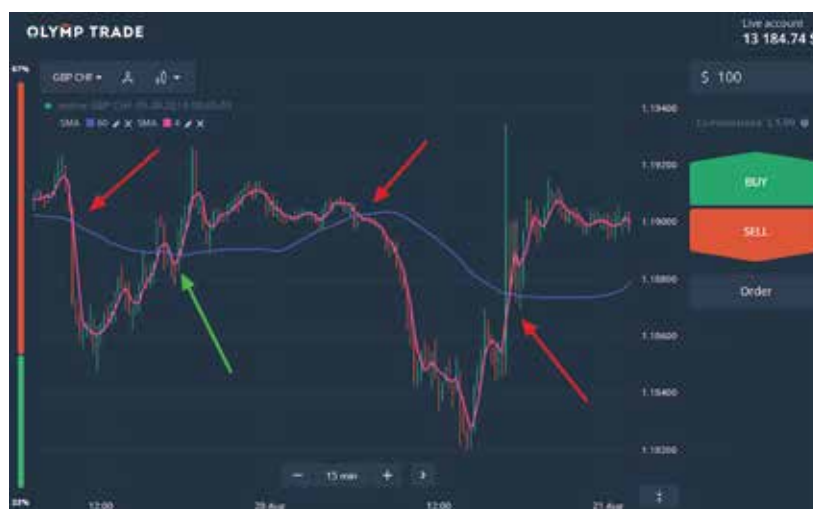 OLYMP TRADE
Live account
13 184.74 $
67%
GBP CHF
$ 100
SMA 60 SMA 4
1.19400
1.19200
BUY
1.19000
SELL
1.18800
Order
1.18600
1.18400
1.18200
15 min
33%
12:00
20 Aug
12:00
21 Aug